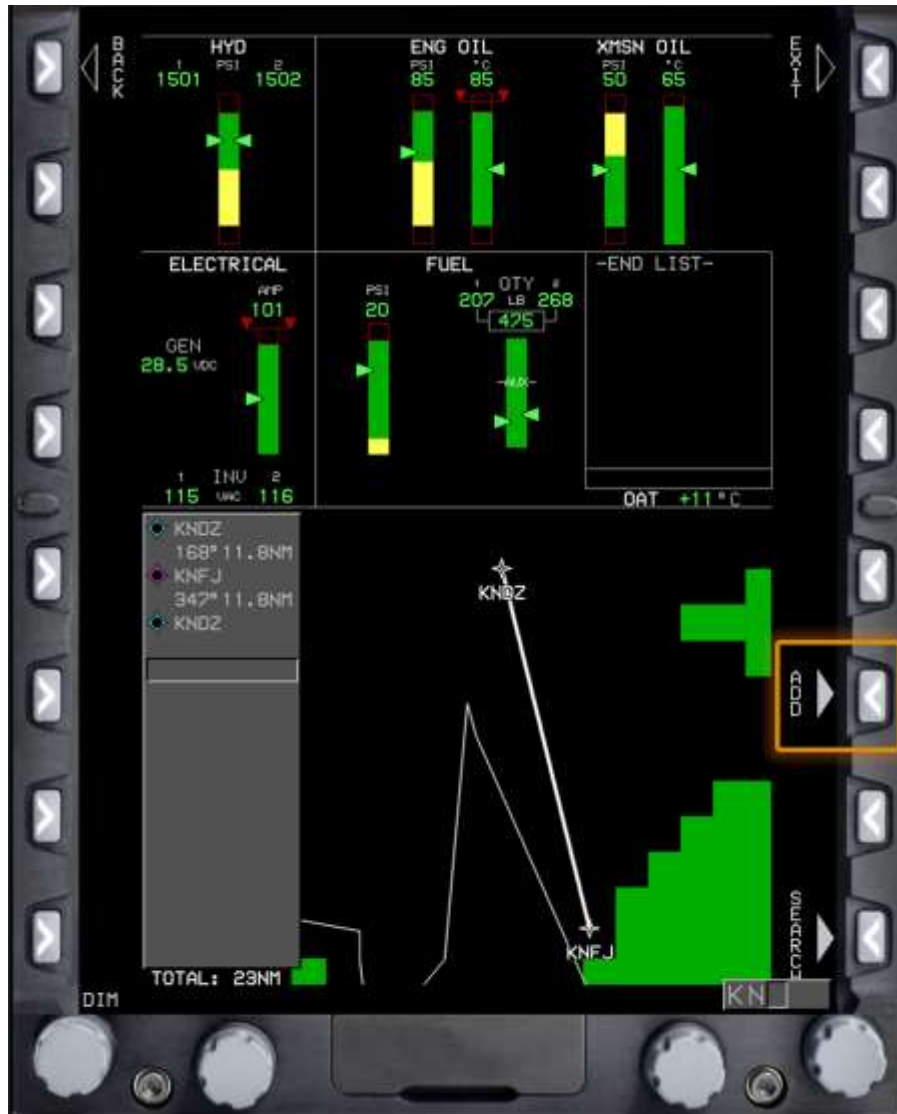 BACK
HYD
1 PSI 2
1501 1502
ENG OIL
PSI °C
85 85
XMSN OIL
PSI °C
50 65
EXIT
ELECTRICAL
AMP
101
GEN
28.5 VDC
1 INV 2
115 VAC 116
FUEL
PSI
20
1 QTY 2
207 LB 268
475
-AUX-
-END LIST-
OAT +11°C
KNDZ
168° 11.8NM
KNFJ
347° 11.8NM
KNDZ
TOTAL: 23NM
KNDZ
KNFJ
ADD
SEARCH
KN_
DIM